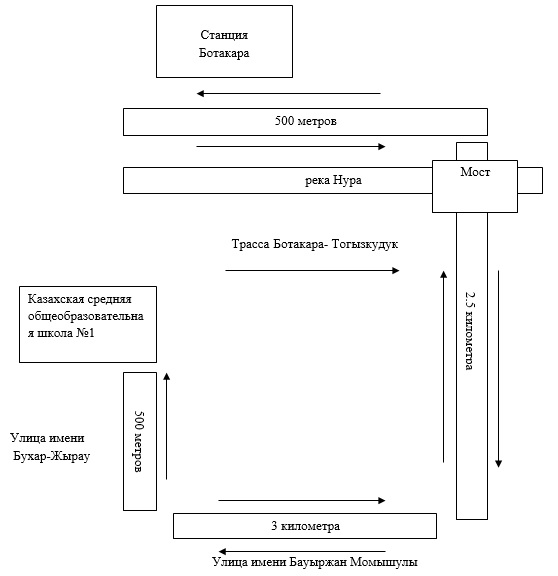 Станция
Ботакара
500 метров
река Нура
Мост
Трасса Ботакара- Тогызкудук
Казахская средняя
общеобразовательна
я школа №1
2.5 километра
500 метров
Улица имени
Бухар-Жырау
3 километра
Улица имени Бауыржан Момышулы